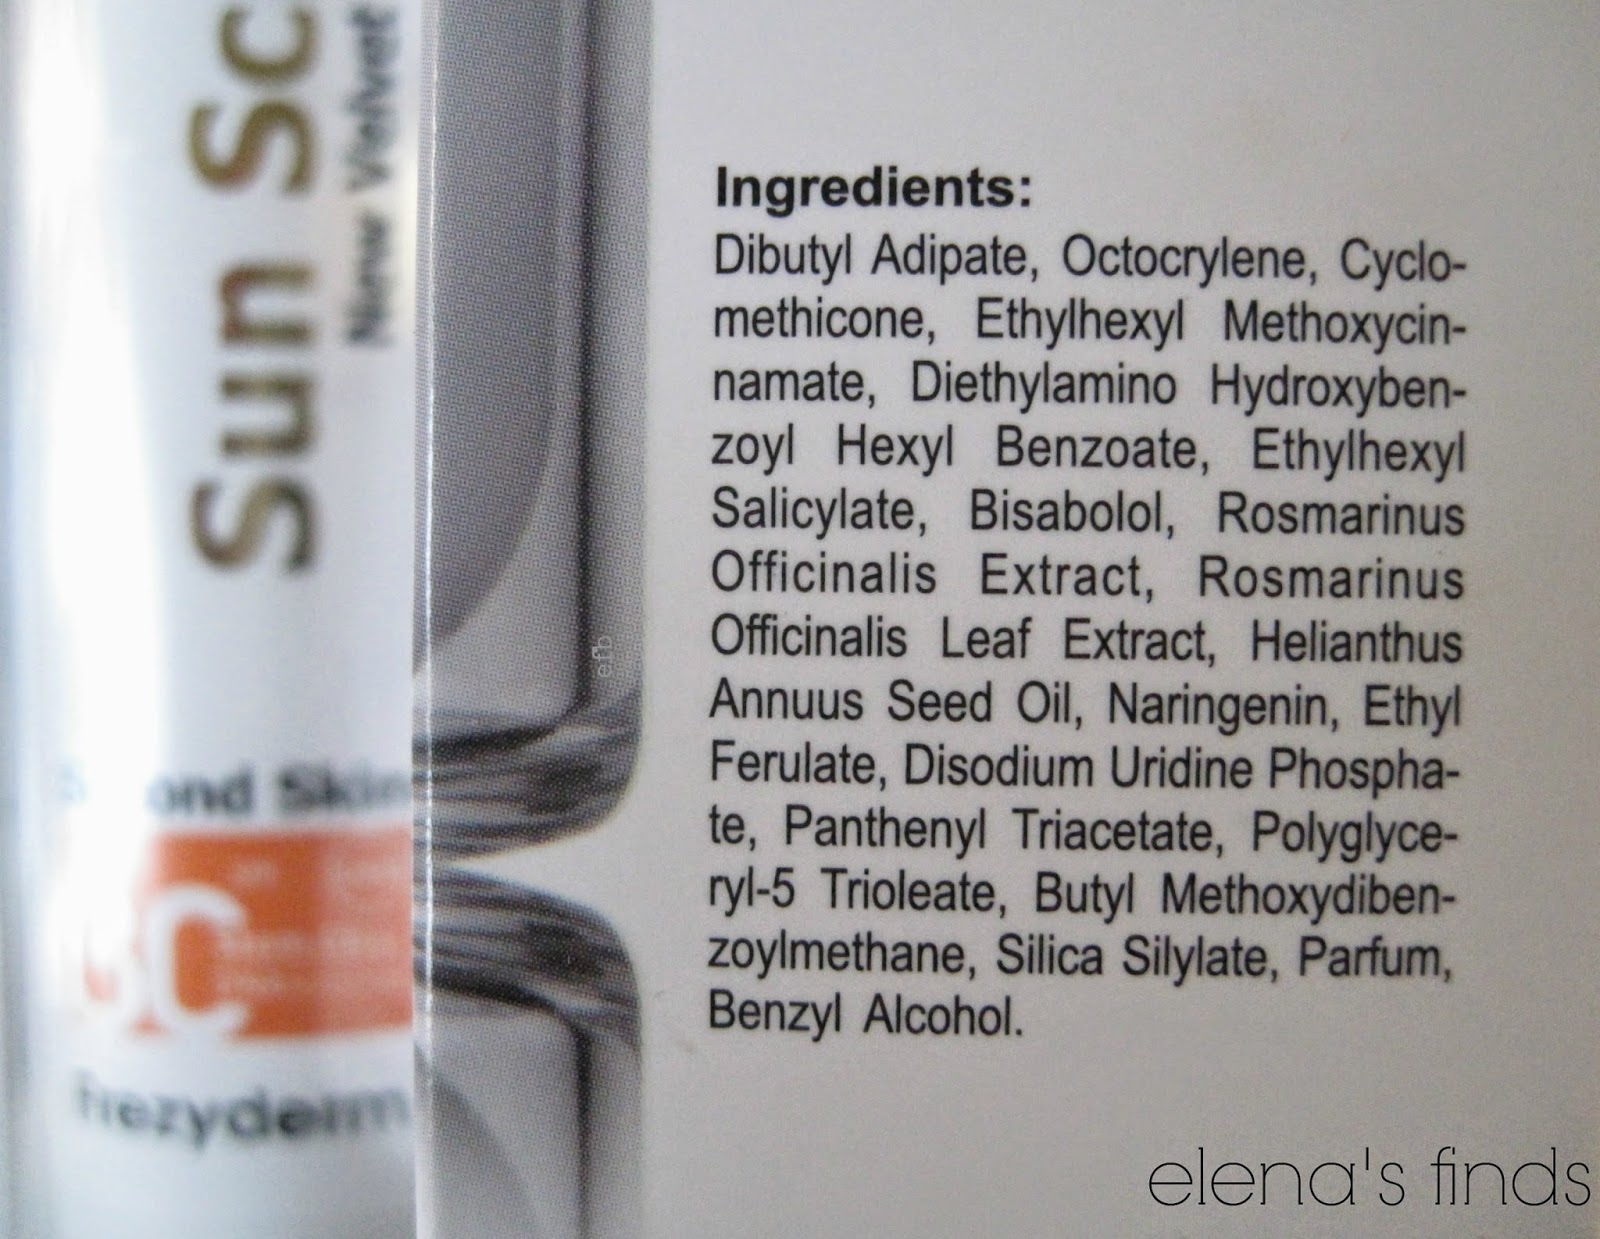 Sun Sc
New Velvet
ond Skin
frezyderm
Ingredients:
Dibutyl Adipate, Octocrylene, Cyclo-
methicone, Ethylhexyl Methoxycin-
namate, Diethylamino Hydroxyben-
zoyl Hexyl Benzoate, Ethylhexyl
Salicylate, Bisabolol, Rosmarinus
Officinalis Extract, Rosmarinus
Officinalis Leaf Extract, Helianthus
Annuus Seed Oil, Naringenin, Ethyl
Ferulate, Disodium Uridine Phospha-
te, Panthenyl Triacetate, Polyglyce-
ryl-5 Trioleate, Butyl Methoxydiben-
zoylmethane, Silica Silylate, Parfum,
Benzyl Alcohol.
efb
elena's finds